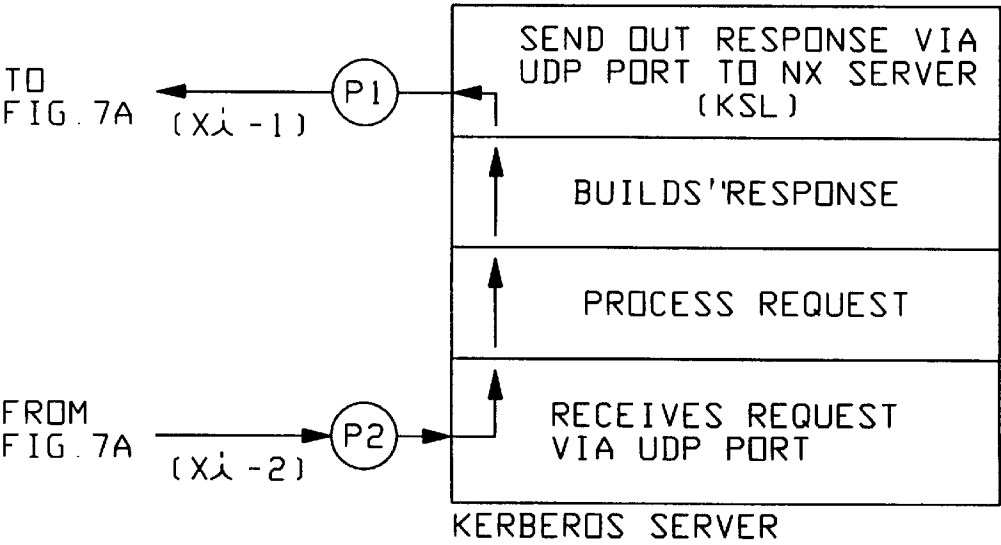 SEND OUT RESPONSE VIA
UDP PORT TO NX SERVER
(KSL)
TO
FIG.7A
(Xi-1)
P1
BUILDS'"RESPONSE
PROCESS REQUEST
FROM
FIG.7A
(Xi-2)
P2
RECEIVES REQUEST
VIA UDP PORT
KERBEROS SERVER